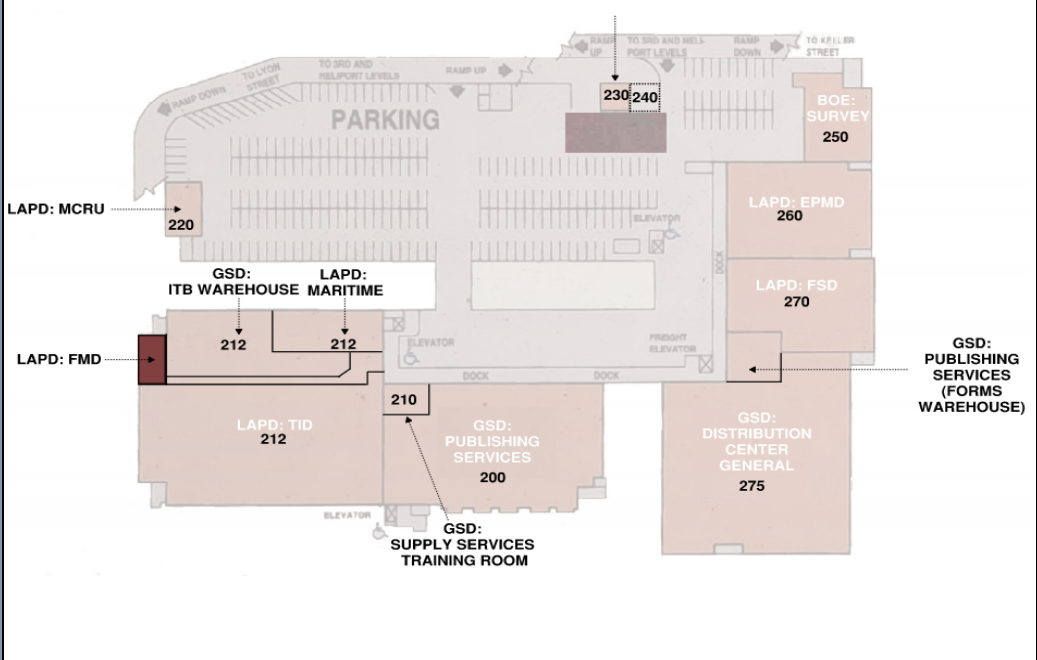 RAMP
UP
TO 3RD AND HELI-
PORT LEVELS
RAMP
DOWN
TO KELLER
STREET
TO LYON
STREET
TO 3RD AND
HELIPORT LEVELS
RAMP UP
RAMP DOWN
230
240
PARKING
BOE:
SURVEY
250
LAPD: MCRU
220
LAPD: EPMD
260
ELEVATOR
DOCK
GSD:
ITB WAREHOUSE
LAPD:
MARITIME
LAPD: FSD
270
212
212
LAPD: FMD
ELEVATOR
FREIGHT
ELEVATOR
GSD:
PUBLISHING
SERVICES
(FORMS
WAREHOUSE)
DOCK
DOCK
210
LAPD: TID
212
GSD:
PUBLISHING
SERVICES
200
GSD:
DISTRIBUTION
CENTER
GENERAL
275
ELEVATOR
GSD:
SUPPLY SERVICES
TRAINING ROOM